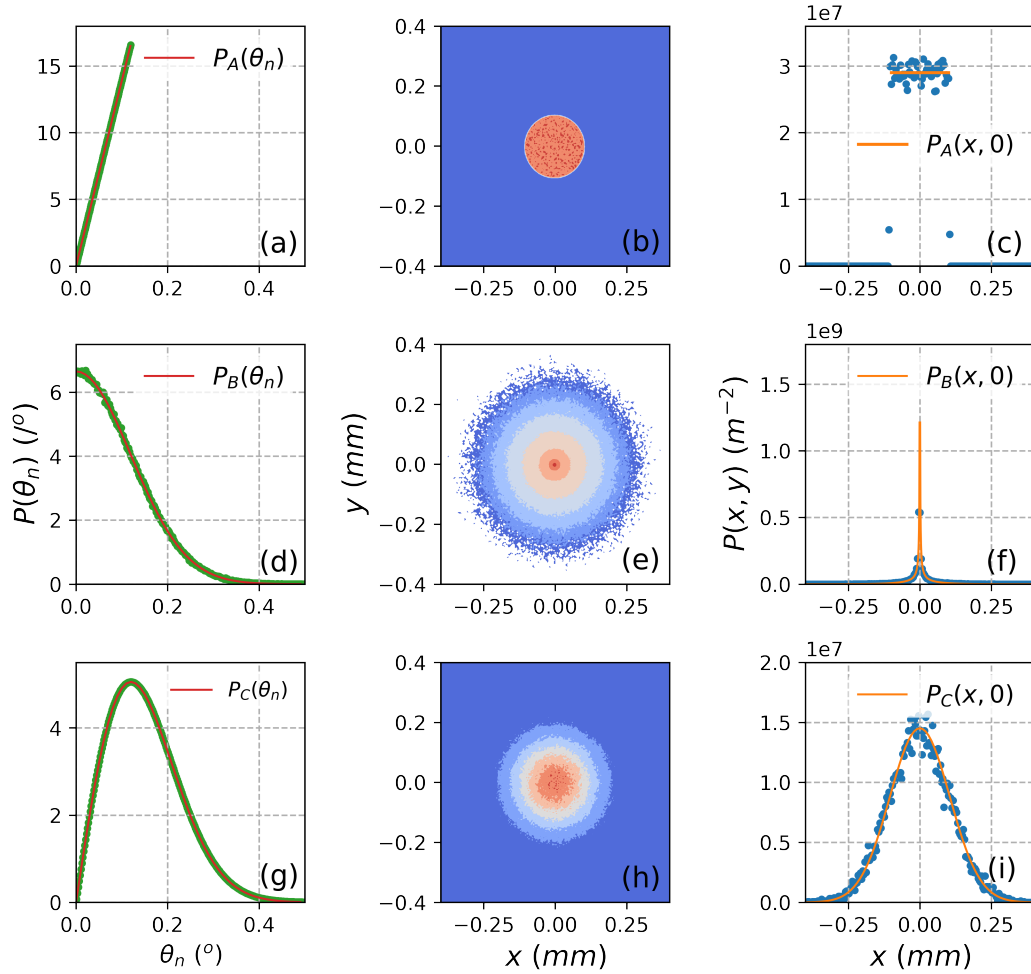 15
10
5
0
0.0 0.2 0.4
P_A(θ_n)
(a)
0.4
0.2
0.0
−0.2
−0.4
−0.25 0.00 0.25
(b)
1e7
3
2
1
0
−0.25 0.00 0.25
P_A(x, 0)
(c)
P(θ_n) (/°)
6
4
2
0
0.0 0.2 0.4
P_B(θ_n)
(d)
y (mm)
0.4
0.2
0.0
−0.2
−0.4
−0.25 0.00 0.25
(e)
P(x, y) (m^{−2})
1e9
1.5
1.0
0.5
0.0
−0.25 0.00 0.25
P_B(x, 0)
(f)
4
2
0
0.0 0.2 0.4
θ_n (°)
P_C(θ_n)
(g)
0.4
0.2
0.0
−0.2
−0.4
−0.25 0.00 0.25
x (mm)
(h)
1e7
2.0
1.5
1.0
0.5
0.0
−0.25 0.00 0.25
x (mm)
P_C(x, 0)
(i)